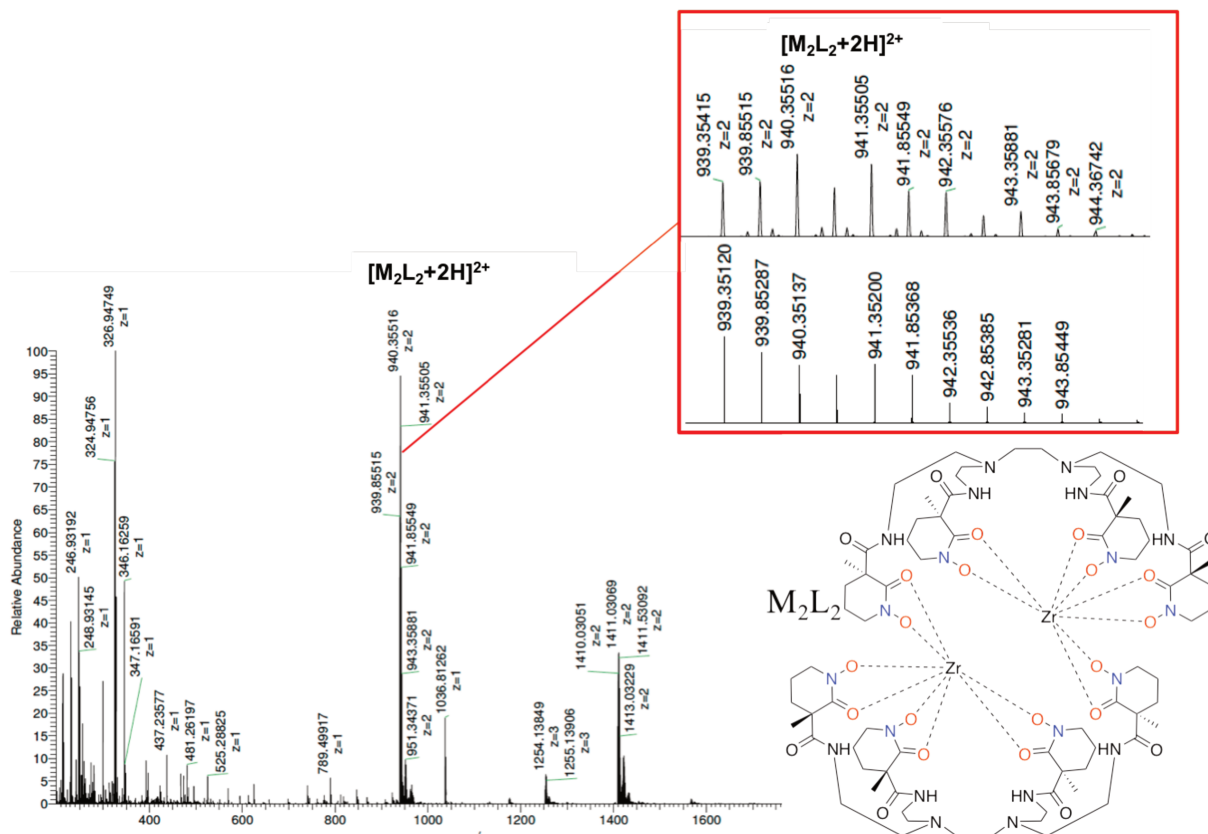 [M₂L₂+2H]²⁺
939.35415
z=2
939.85515
z=2
940.35516
z=2
941.35505
z=2
941.85549
z=2
942.35576
z=2
943.35881
z=2
943.85679
z=2
944.36742
z=2
939.35120
939.85287
940.35137
941.35200
941.85368
942.35536
942.85385
943.35281
943.85449
[M₂L₂+2H]²⁺
Relative Abundance
100
95
90
85
80
75
70
65
60
55
50
45
40
35
30
25
20
15
10
5
0
400
600
800
1000
1200
1400
1600
246.93192
z=1
248.93145
z=1
324.94756
z=1
326.94749
z=1
346.16259
z=1
347.16591
z=1
437.23577
z=1
481.26197
z=1
525.28825
z=1
789.49917
z=1
939.85515
z=2
940.35516
z=2
941.35505
z=2
941.85549
z=2
943.35881
z=2
951.34371
z=2
1036.81262
z=1
1254.13849
z=3
1255.13906
z=3
1410.03051
z=2
1411.03069
z=2
1411.53092
z=2
1413.03229
z=2
M₂L₂
N
N
O
NH
NH
O
O
NH
NH
O
O
O
N
O
N
O
O
N
O
O
N
O
Zr
Zr
O
N
O
O
N
O
O
N
O
O
N
O
O
NH
NH
O
O
NH
NH
O
N
N